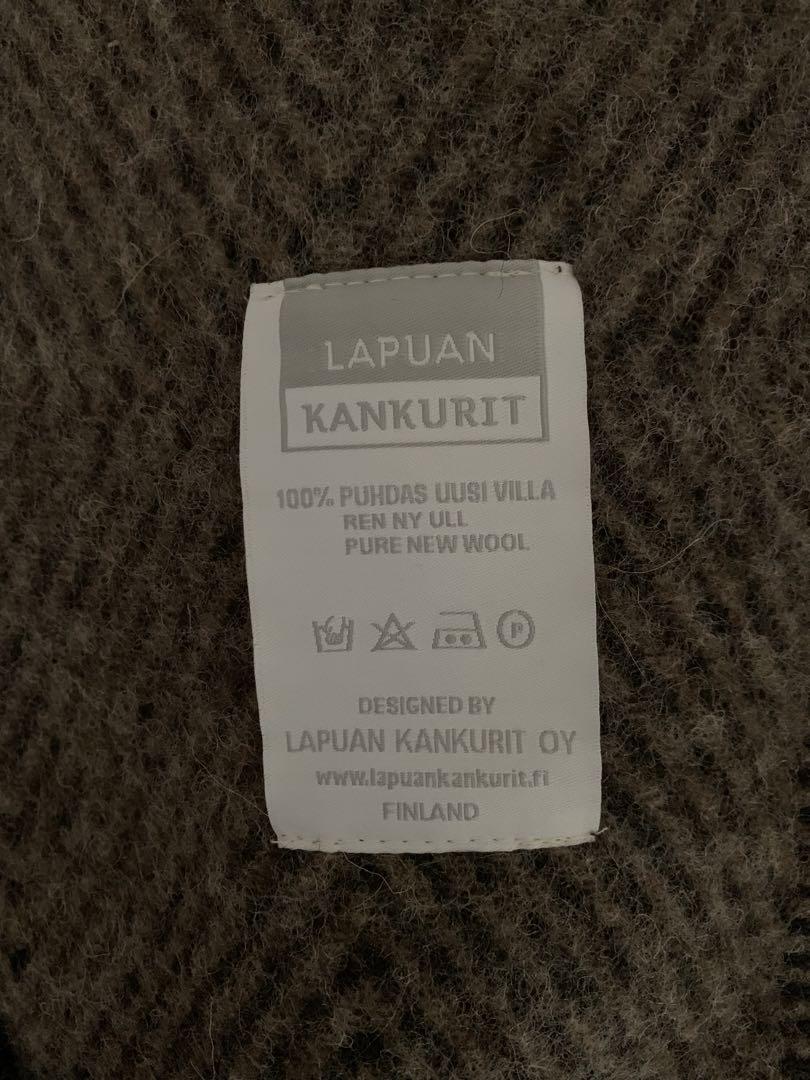 LAPUAN
KANKURIT
100% PUHDAS UUSI VILLA
REN NY ULL
PURE NEW WOOL
P
DESIGNED BY
LAPUAN KANKURIT OY
www.lapuankankurit.fi
FINLAND